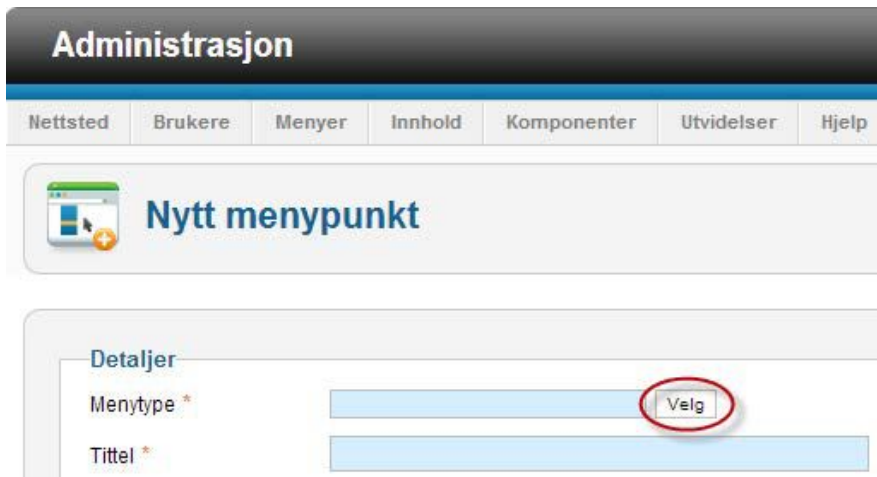 Administrasjon
Nettsted Brukere Menyer Innhold Komponenter Utvidelser Hjelp
Nytt menypunkt
Detaljer
Menytype * Velg
Tittel *